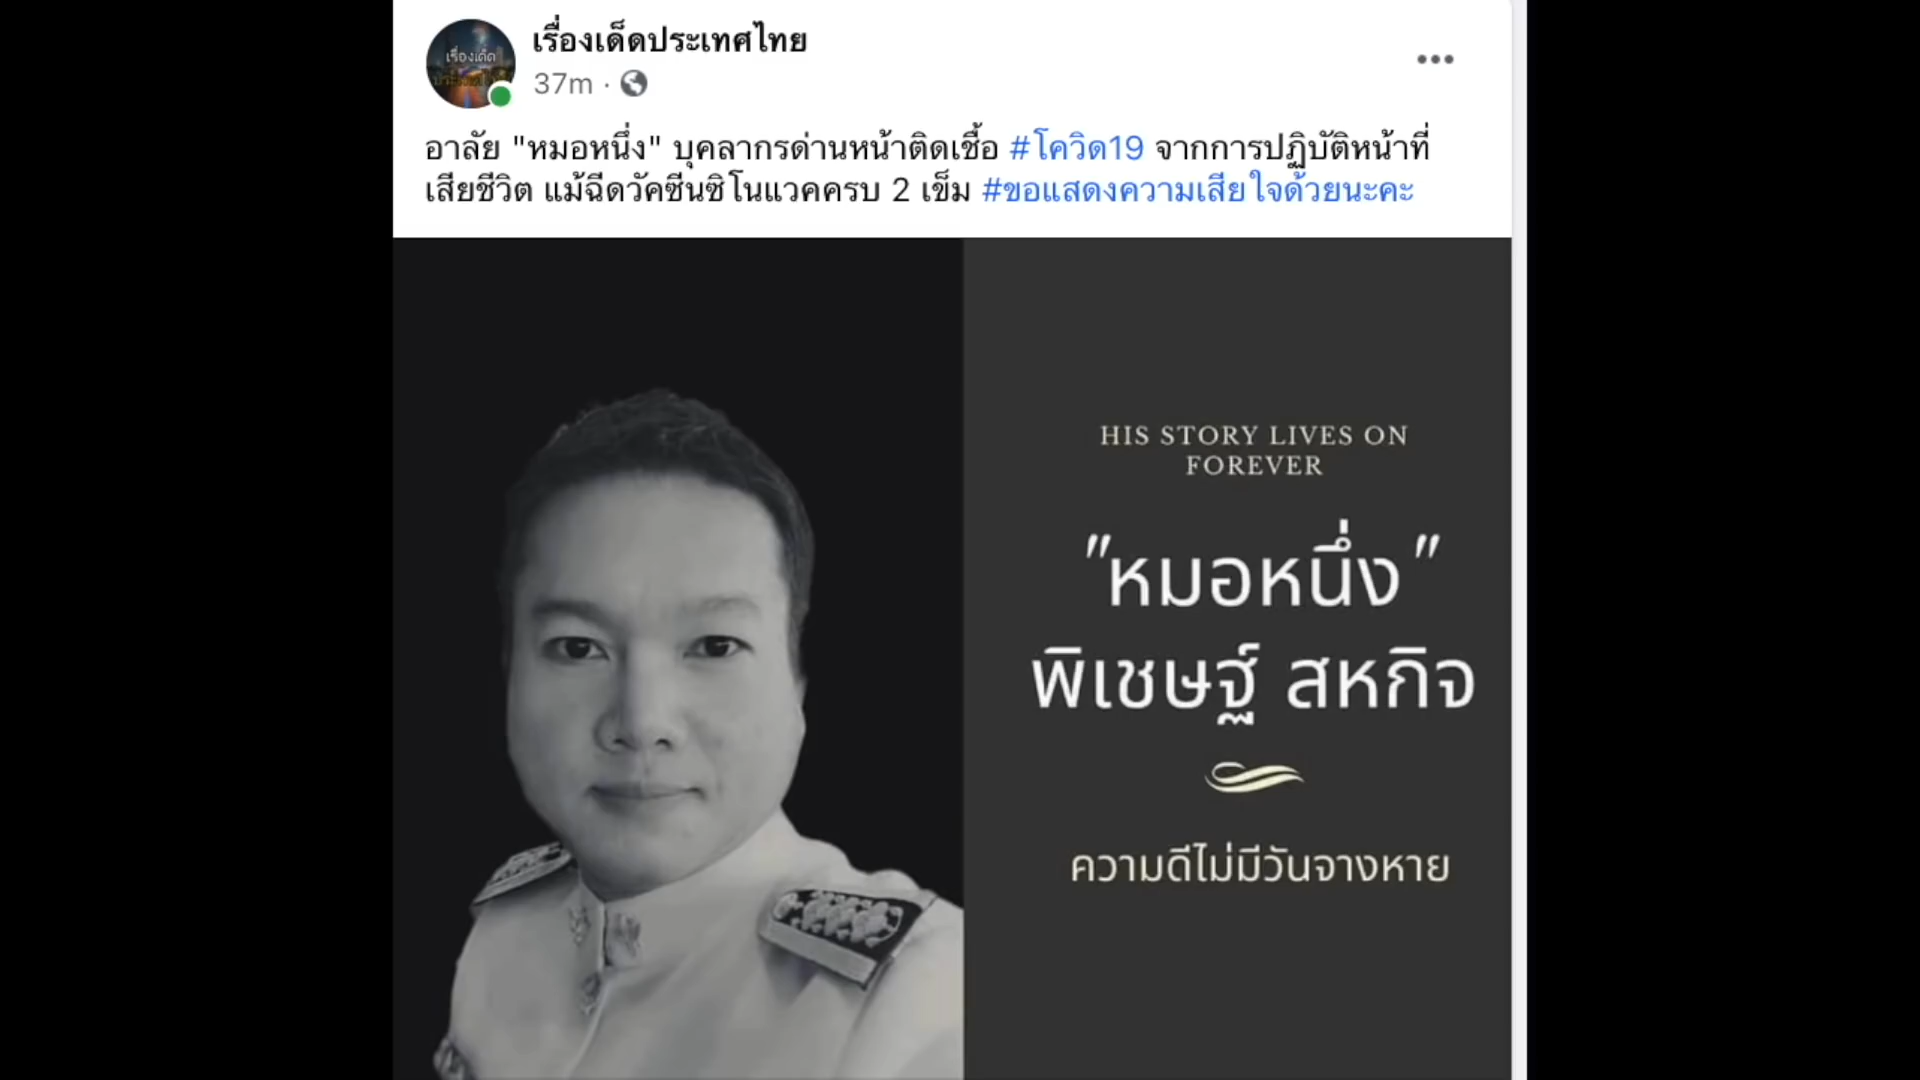 เรื่องเด็ดประเทศไทย
เรื่องเด็ด
37m ·
อาลัย "หมอหนึ่ง" บุคลากรด่านหน้าติดเชื้อ #โควิด19 จากการปฏิบัติหน้าที่
เสียชีวิต แม้ฉีดวัคซีนซิโนแวคครบ 2 เข็ม #ขอแสดงความเสียใจด้วยนะคะ
HIS STORY LIVES ON
FOREVER
"หมอหนึ่ง"
พิเชษฐ์ สหกิจ
ความดีไม่มีวันจางหาย